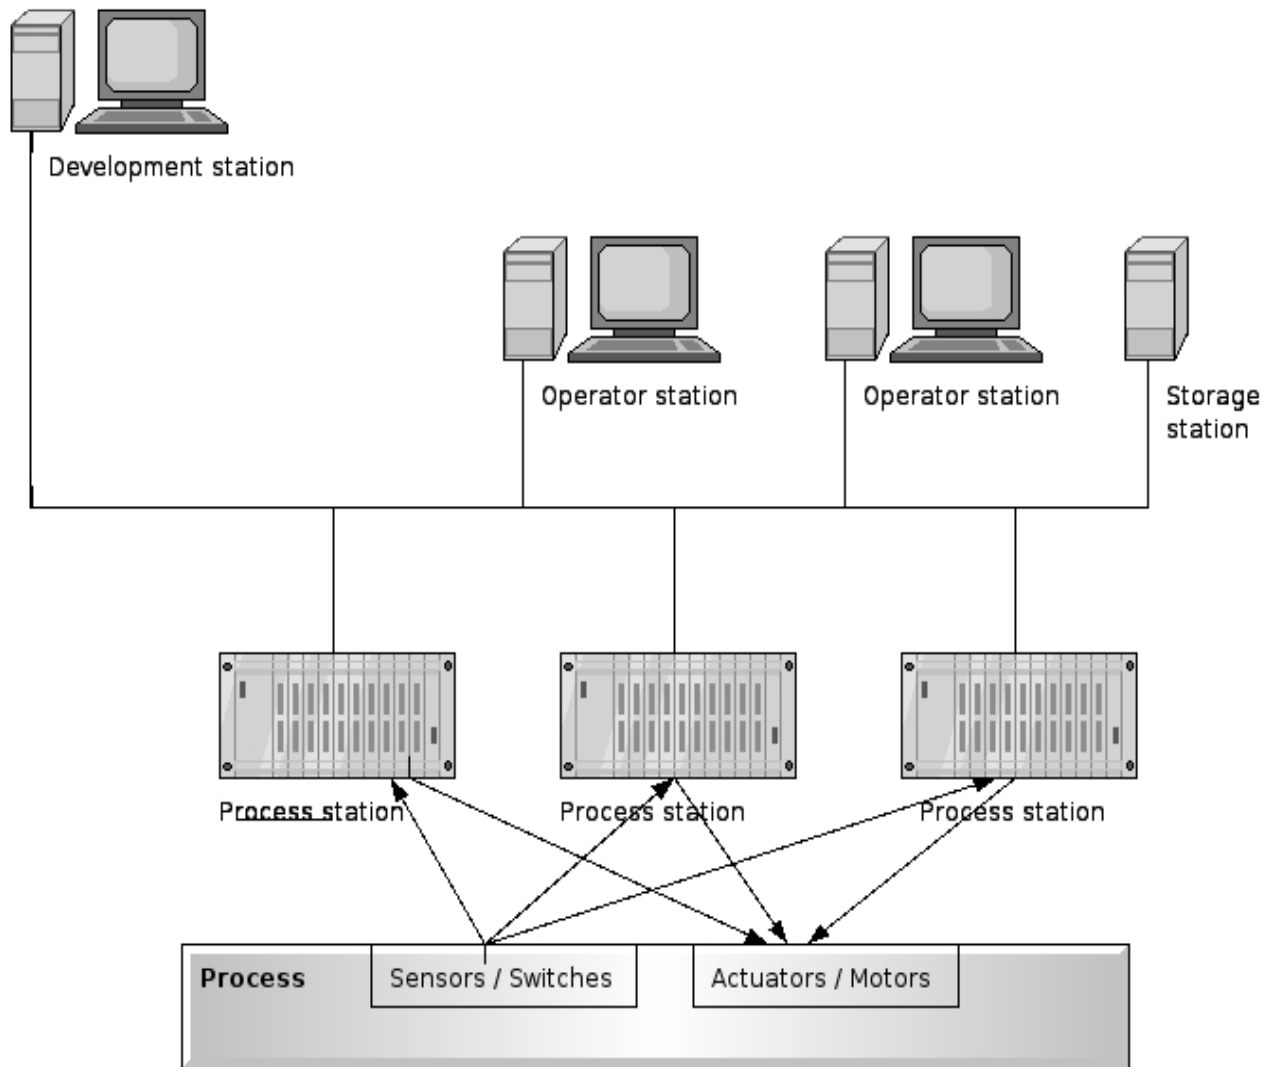 Development station
Operator station
Operator station
Storage
station
Process station
Process station
Process station
Process
Sensors / Switches
Actuators / Motors